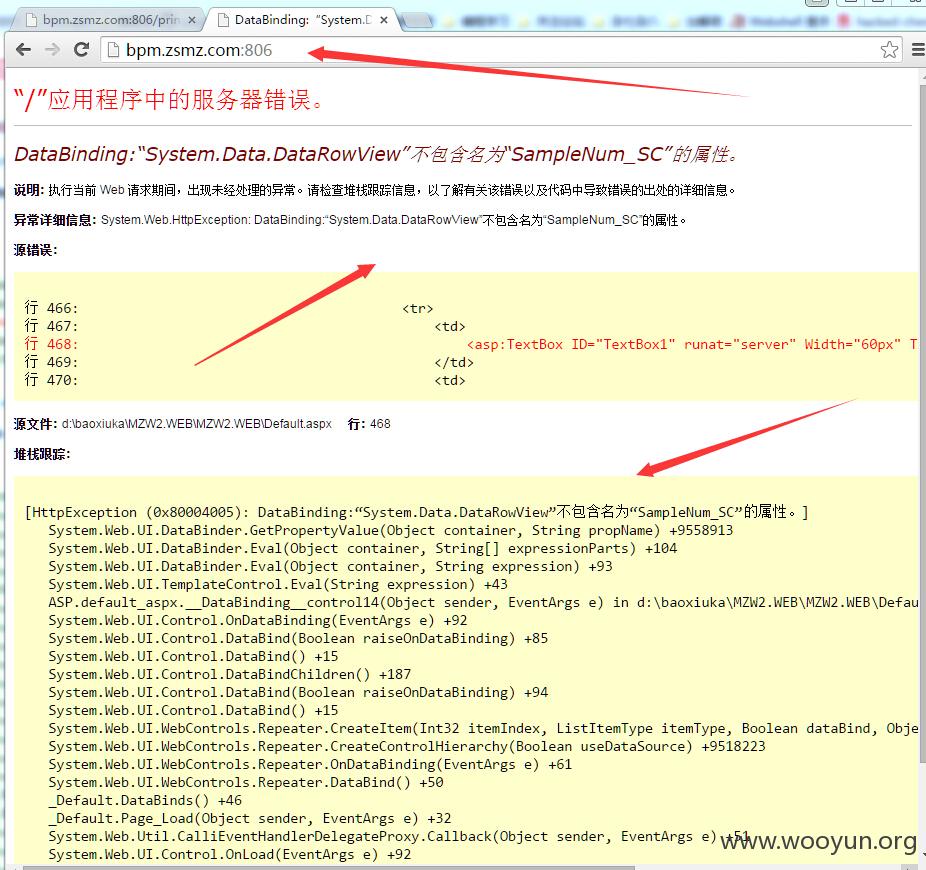 bpm.zsmz.com:806/prin
DataBinding: “System.D
bpm.zsmz.com:806
“/”应用程序中的服务器错误。
DataBinding:“System.Data.DataRowView”不包含名为“SampleNum_SC”的属性。
说明: 执行当前 Web 请求期间，出现未经处理的异常。请检查堆栈跟踪信息，以了解有关该错误以及代码中导致错误的出处的详细信息。
异常详细信息: System.Web.HttpException: DataBinding:“System.Data.DataRowView”不包含名为“SampleNum_SC”的属性。
源错误:
行 466: <tr>
行 467: <td>
行 468: <asp:TextBox ID="TextBox1" runat="server" Width="60px" T
行 469: </td>
行 470: <td>
源文件: d:\baoxiuka\MZW2.WEB\MZW2.WEB\Default.aspx 行: 468
堆栈跟踪:
[HttpException (0x80004005): DataBinding:“System.Data.DataRowView”不包含名为“SampleNum_SC”的属性。]
System.Web.UI.DataBinder.GetPropertyValue(Object container, String propName) +9558913
System.Web.UI.DataBinder.Eval(Object container, String[] expressionParts) +104
System.Web.UI.DataBinder.Eval(Object container, String expression) +93
System.Web.UI.TemplateControl.Eval(String expression) +43
ASP.default_aspx.__DataBinding__control14(Object sender, EventArgs e) in d:\baoxiuka\MZW2.WEB\MZW2.WEB\Defau
System.Web.UI.Control.OnDataBinding(EventArgs e) +92
System.Web.UI.Control.DataBind(Boolean raiseOnDataBinding) +85
System.Web.UI.Control.DataBind() +15
System.Web.UI.Control.DataBindChildren() +187
System.Web.UI.Control.DataBind(Boolean raiseOnDataBinding) +94
System.Web.UI.Control.DataBind() +15
System.Web.UI.WebControls.Repeater.CreateItem(Int32 itemIndex, ListItemType itemType, Boolean dataBind, Obje
System.Web.UI.WebControls.Repeater.CreateControlHierarchy(Boolean useDataSource) +9518223
System.Web.UI.WebControls.Repeater.OnDataBinding(EventArgs e) +61
System.Web.UI.WebControls.Repeater.DataBind() +50
_Default.DataBinds() +46
_Default.Page_Load(Object sender, EventArgs e) +32
System.Web.Util.CalliEventHandlerDelegateProxy.Callback(Object sender, EventArgs e) +51
System.Web.UI.Control.OnLoad(EventArgs e) +92
www.wooyun.org